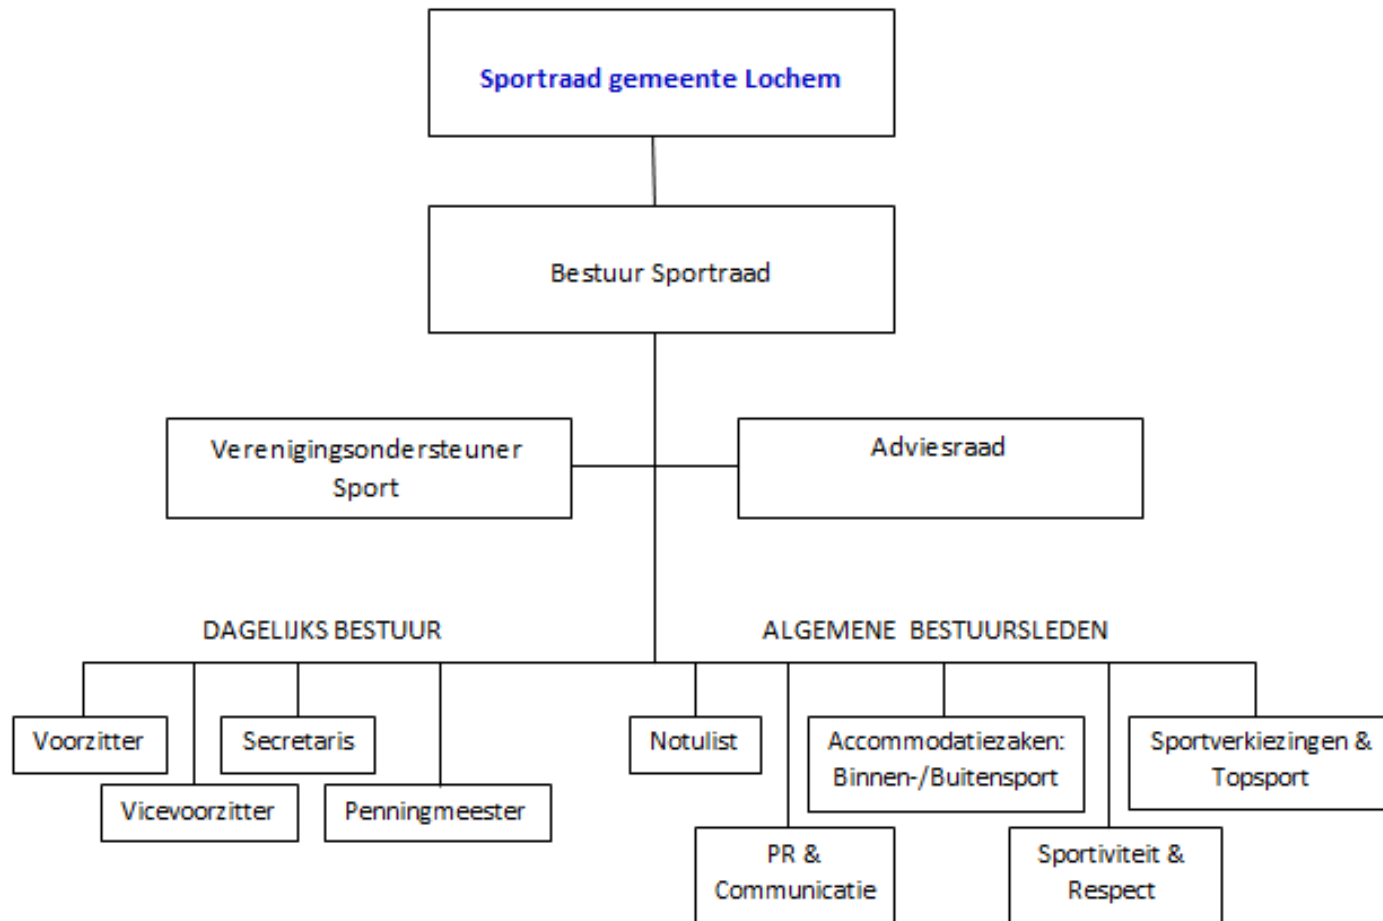 Sportraad gemeente Lochem
Bestuur Sportraad
Verenigingsondersteuner
Sport
Adviesraad
DAGELIJKS BESTUUR
ALGEMENE BESTUURSLEDEN
Voorzitter
Vicevoorzitter
Secretaris
Penningmeester
Notulist
PR &
Communicatie
Accommodatiezaken:
Binnen-/Buitensport
Sportiviteit &
Respect
Sportverkiezingen &
Topsport